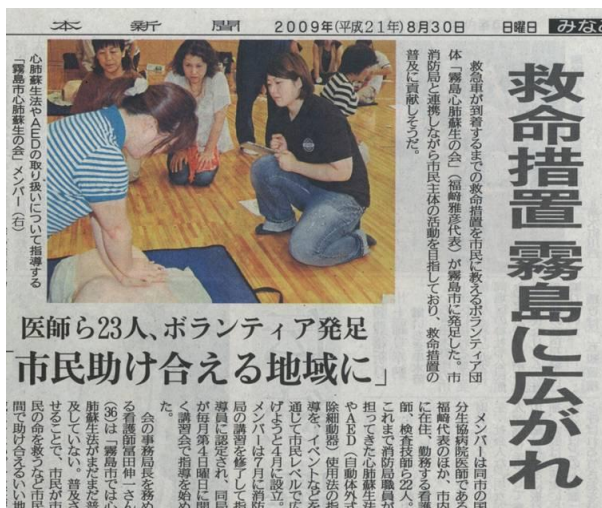 本 新 聞
2009年(平成21年)8月30日
日曜日
みな
救命措置 霧島に広がれ
救急車が到着するまでの救命措置を市民に教えるボランティア団
体「霧島心肺蘇生の会」(福﨑雅彦代表)が霧島市に発足した。市
消防局と連携しながら市民主体の活動を目指しており、救命措置の
普及に貢献しそうだ。
心肺蘇生法やAEDの取り扱いについて指導する
「霧島市心肺蘇生の会」メンバー(右)
医師ら23人、ボランティア発足
「市民助け合える地域に」
メンバーは同市の国
分生協病院医師である
福﨑代表のほか、市内
に在住、勤務する看護
師、検査技師ら22人。
これまで消防局職員が
担ってきた心肺蘇生法
やAED(自動体外式
除細動器)使用法の指
導を、イベントなどを
通じて市民レベルで広
げようと4月に設立。
メンバーは7月に消防
局の講習を修了して指
導員に認定され、同局
が毎月第4日曜に開
く講習会で指導を始め
た。
会の事務局長を務め
る看護師冨田伸一さん
(36)は「霧島市では心
肺蘇生法がまだまだ普
及していない。普及さ
せることで、市民が市
民の命を救うなど市民
間で助け合えるいい地